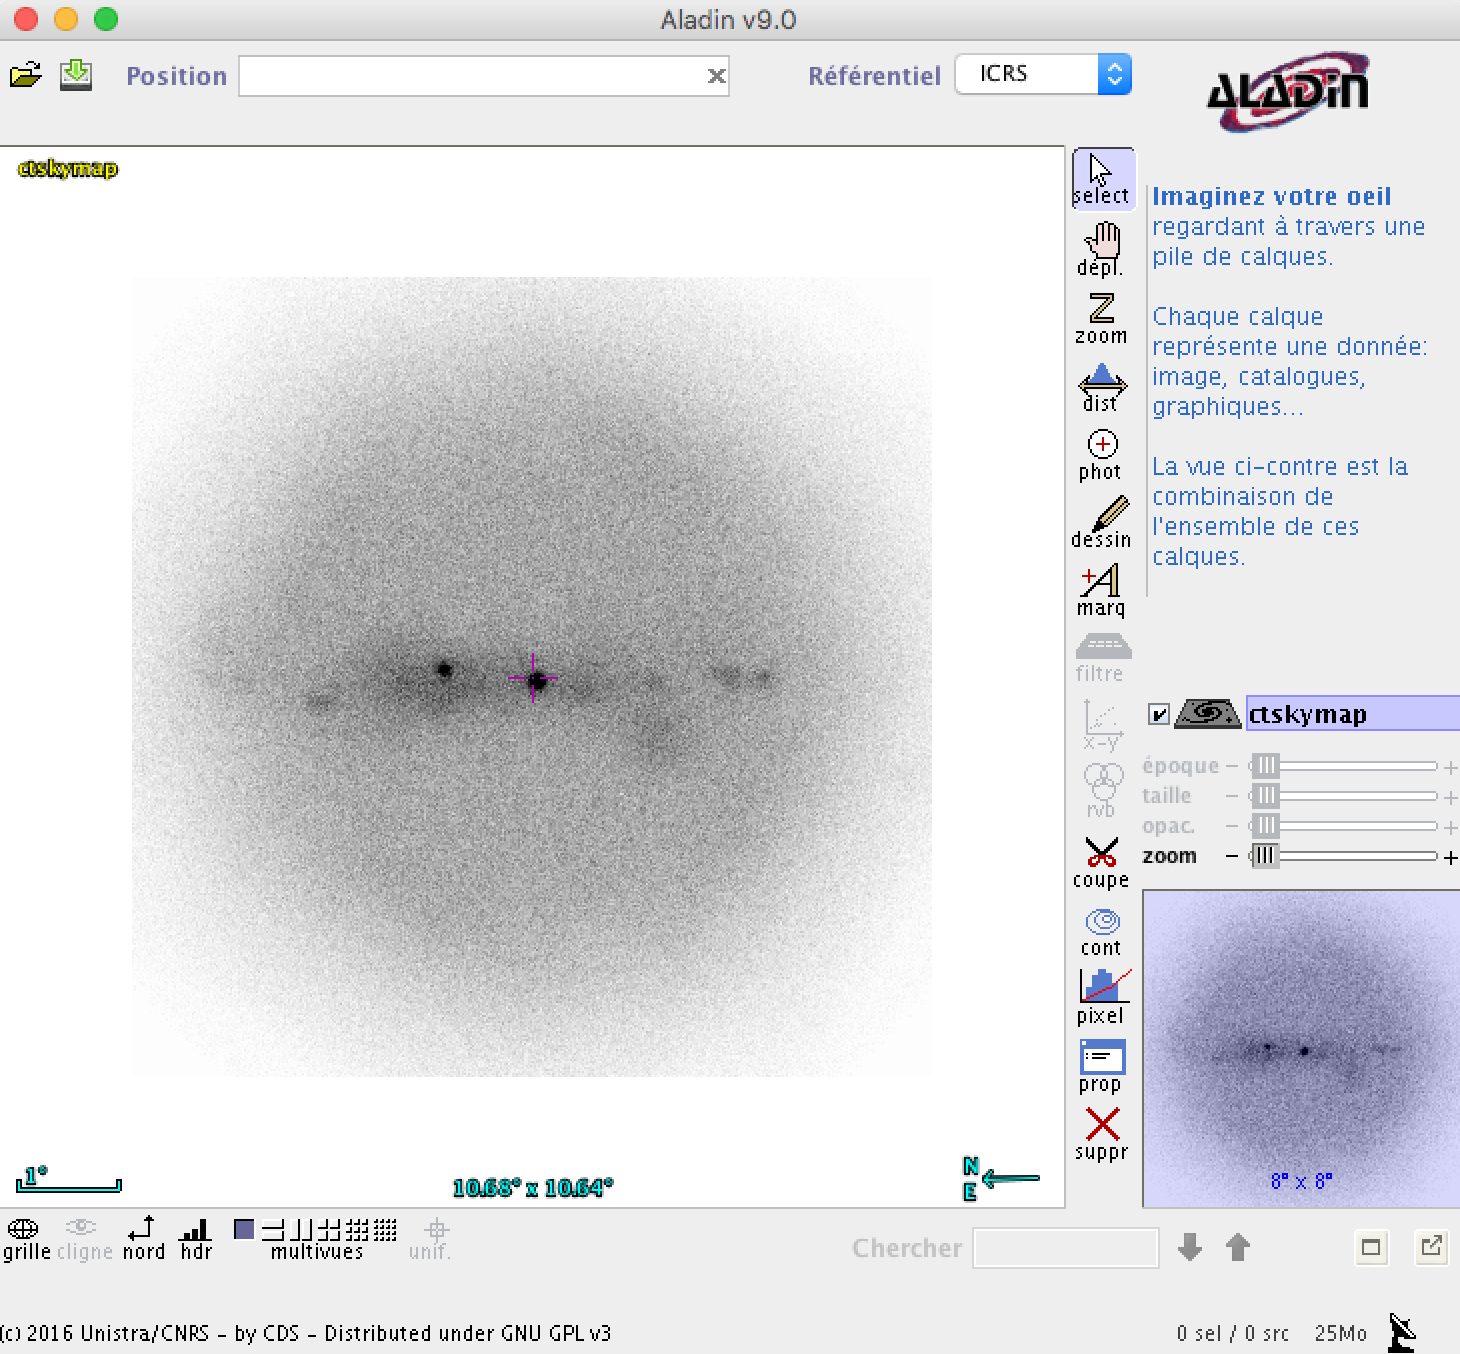 Aladin v9.0
Position
Référentiel
ICRS
ALADIN
ctskymap
select
dépl.
zoom
dist
phot
dessin
marq
filtre
x-y
rvb
coupe
cont
pixel
prop
suppr
Imaginez votre oeil
regardant à travers une
pile de calques.
Chaque calque
représente une donnée:
image, catalogues,
graphiques...
La vue ci-contre est la
combinaison de
l'ensemble de ces
calques.
ctskymap
époque - +
taille - +
opac. - +
zoom - +
8° x 8°
1°
10.68° x 10.64°
N
E
grille
cligne
nord
hdr
multivues
unif.
Chercher
(c) 2016 Unistra/CNRS - by CDS - Distributed under GNU GPL v3
0 sel / 0 src 25Mo